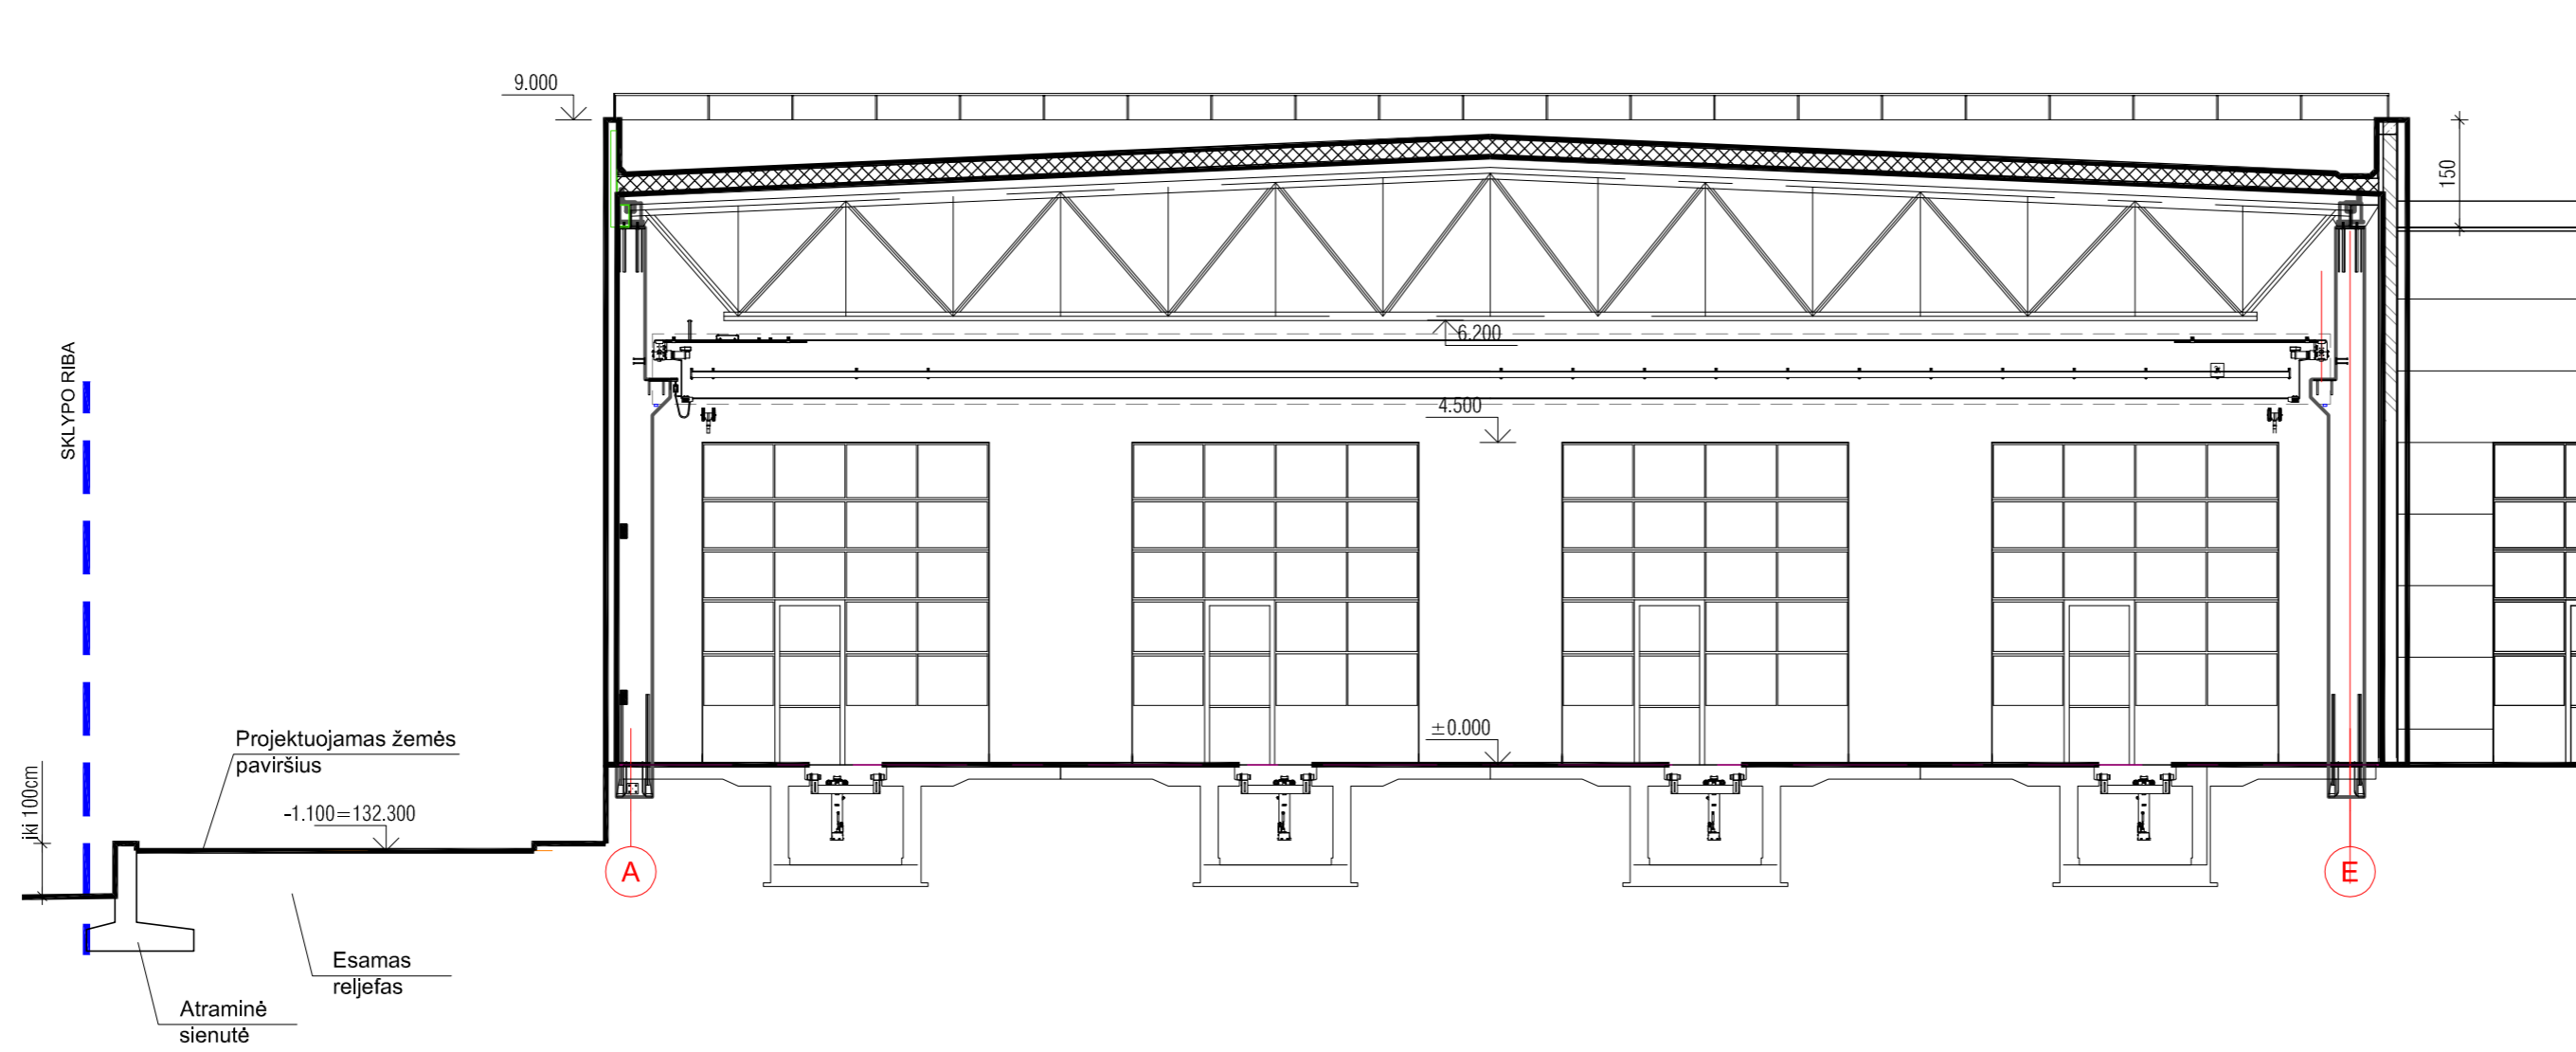 9.000
150
SKLYPO RIBA
6.200
4.500
±0.000
Projektuojamas žemės
paviršius
iki 100cm
-1.100=132.300
A
E
Esamas
reljefas
Atraminė
sienutė